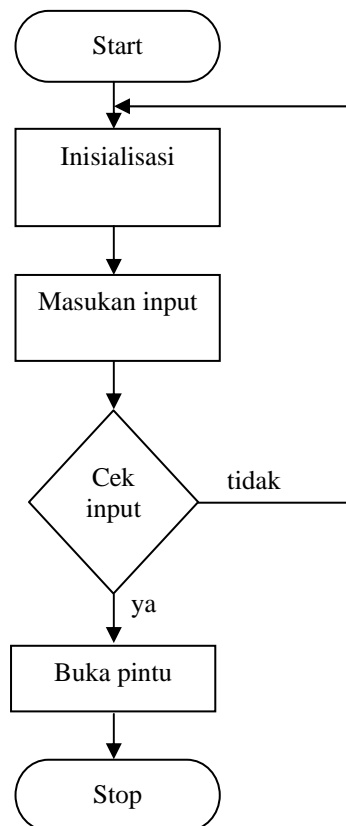 Start
Inisialisasi
Masukan input
Cek
input
tidak
ya
Buka pintu
Stop